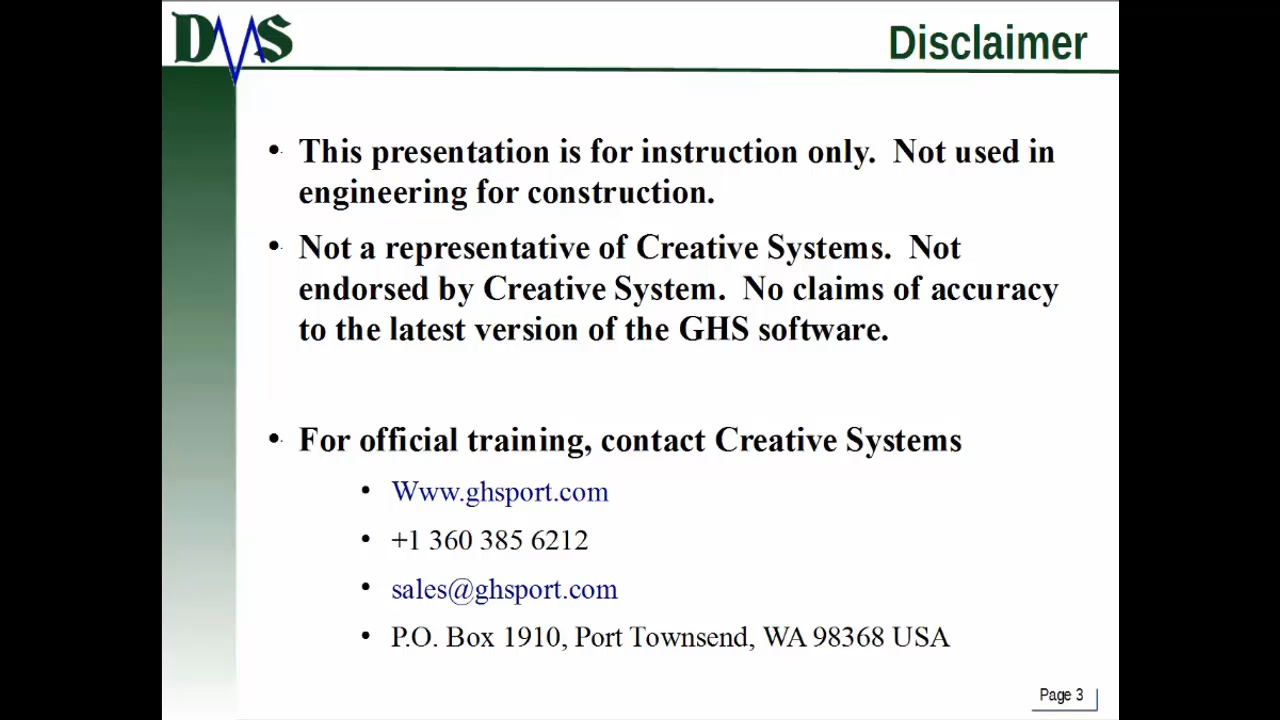 DMS
Disclaimer
• This presentation is for instruction only. Not used in
engineering for construction.
• Not a representative of Creative Systems. Not
endorsed by Creative System. No claims of accuracy
to the latest version of the GHS software.
• For official training, contact Creative Systems
• Www.ghsport.com
• +1 360 385 6212
• sales@ghsport.com
• P.O. Box 1910, Port Townsend, WA 98368 USA
Page 3